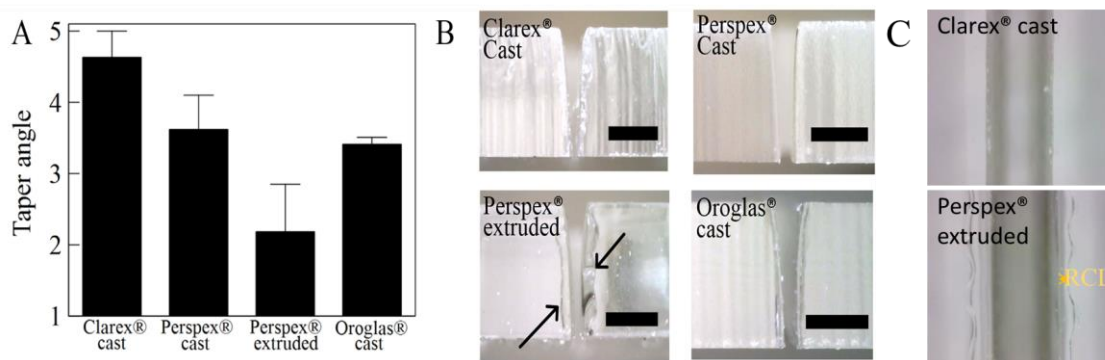 A
5
4
3
2
1
Taper angle
Clarex® cast
Perspex® cast
Perspex® extruded
Oroglas® cast
B
Clarex®
Cast
Perspex®
Cast
Perspex®
extruded
Oroglas®
cast
C
Clarex® cast
Perspex®
extruded
RCL